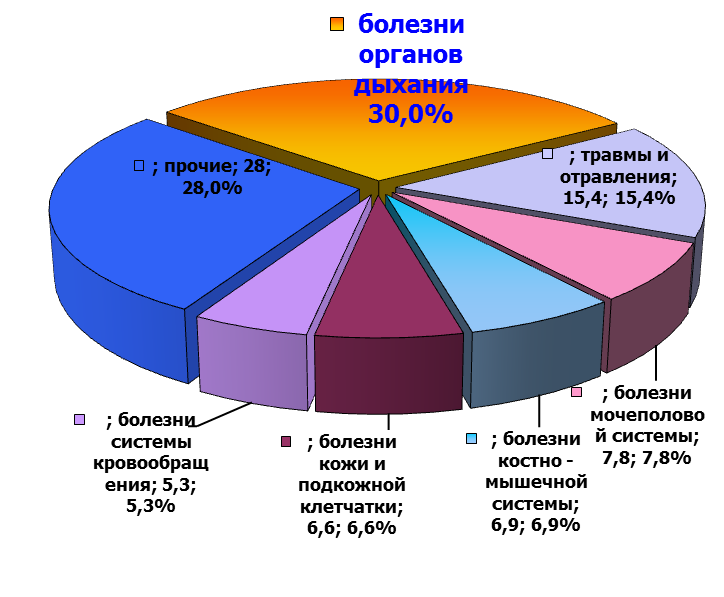 болезни
органов
дыхания
30,0%
; травмы и
отравления;
15,4; 15,4%
; прочие; 28;
28,0%
; болезни
мочеполово
й системы;
7,8; 7,8%
; болезни
системы
кровообращ
ения; 5,3;
5,3%
; болезни
кожи и
подкожной
клетчатки;
6,6; 6,6%
; болезни
костно -
мышечной
системы;
6,9; 6,9%